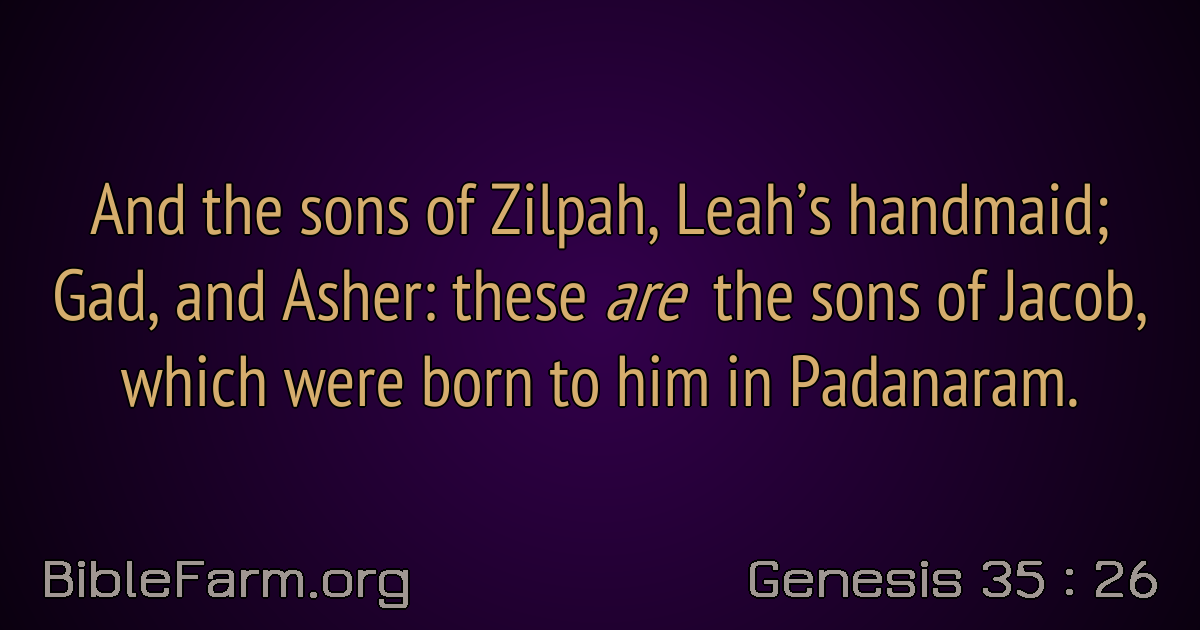 And the sons of Zilpah, Leah’s handmaid;
Gad, and Asher: these are the sons of Jacob,
which were born to him in Padanaram.
BibleFarm.org
Genesis 35 : 26